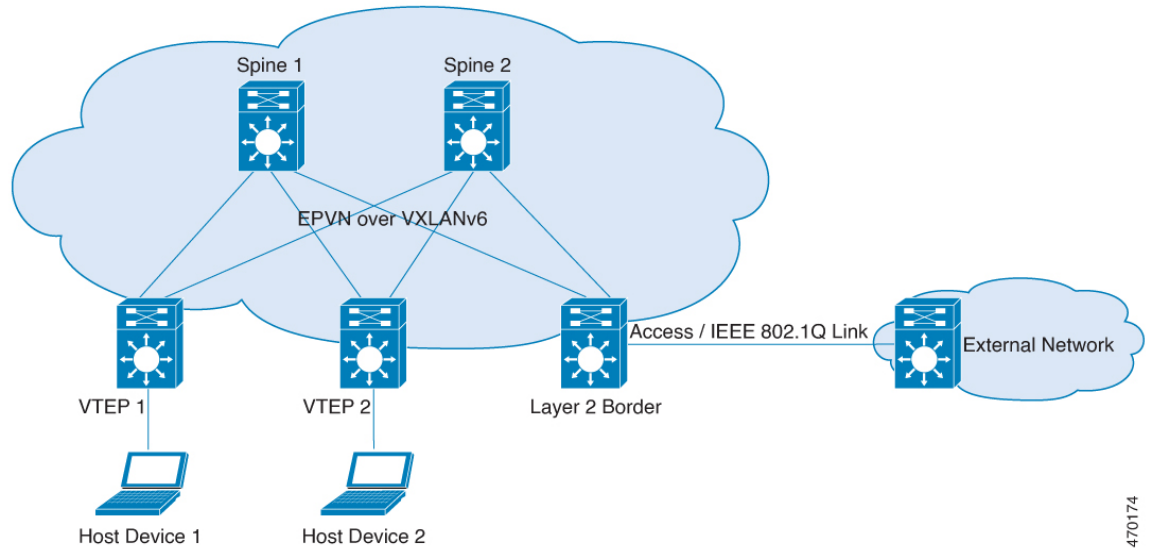 Spine 1
Spine 2
EPVN over VXLANv6
Access / IEEE 802.1Q Link
External Network
VTEP 1
VTEP 2
Layer 2 Border
Host Device 1
Host Device 2
470174